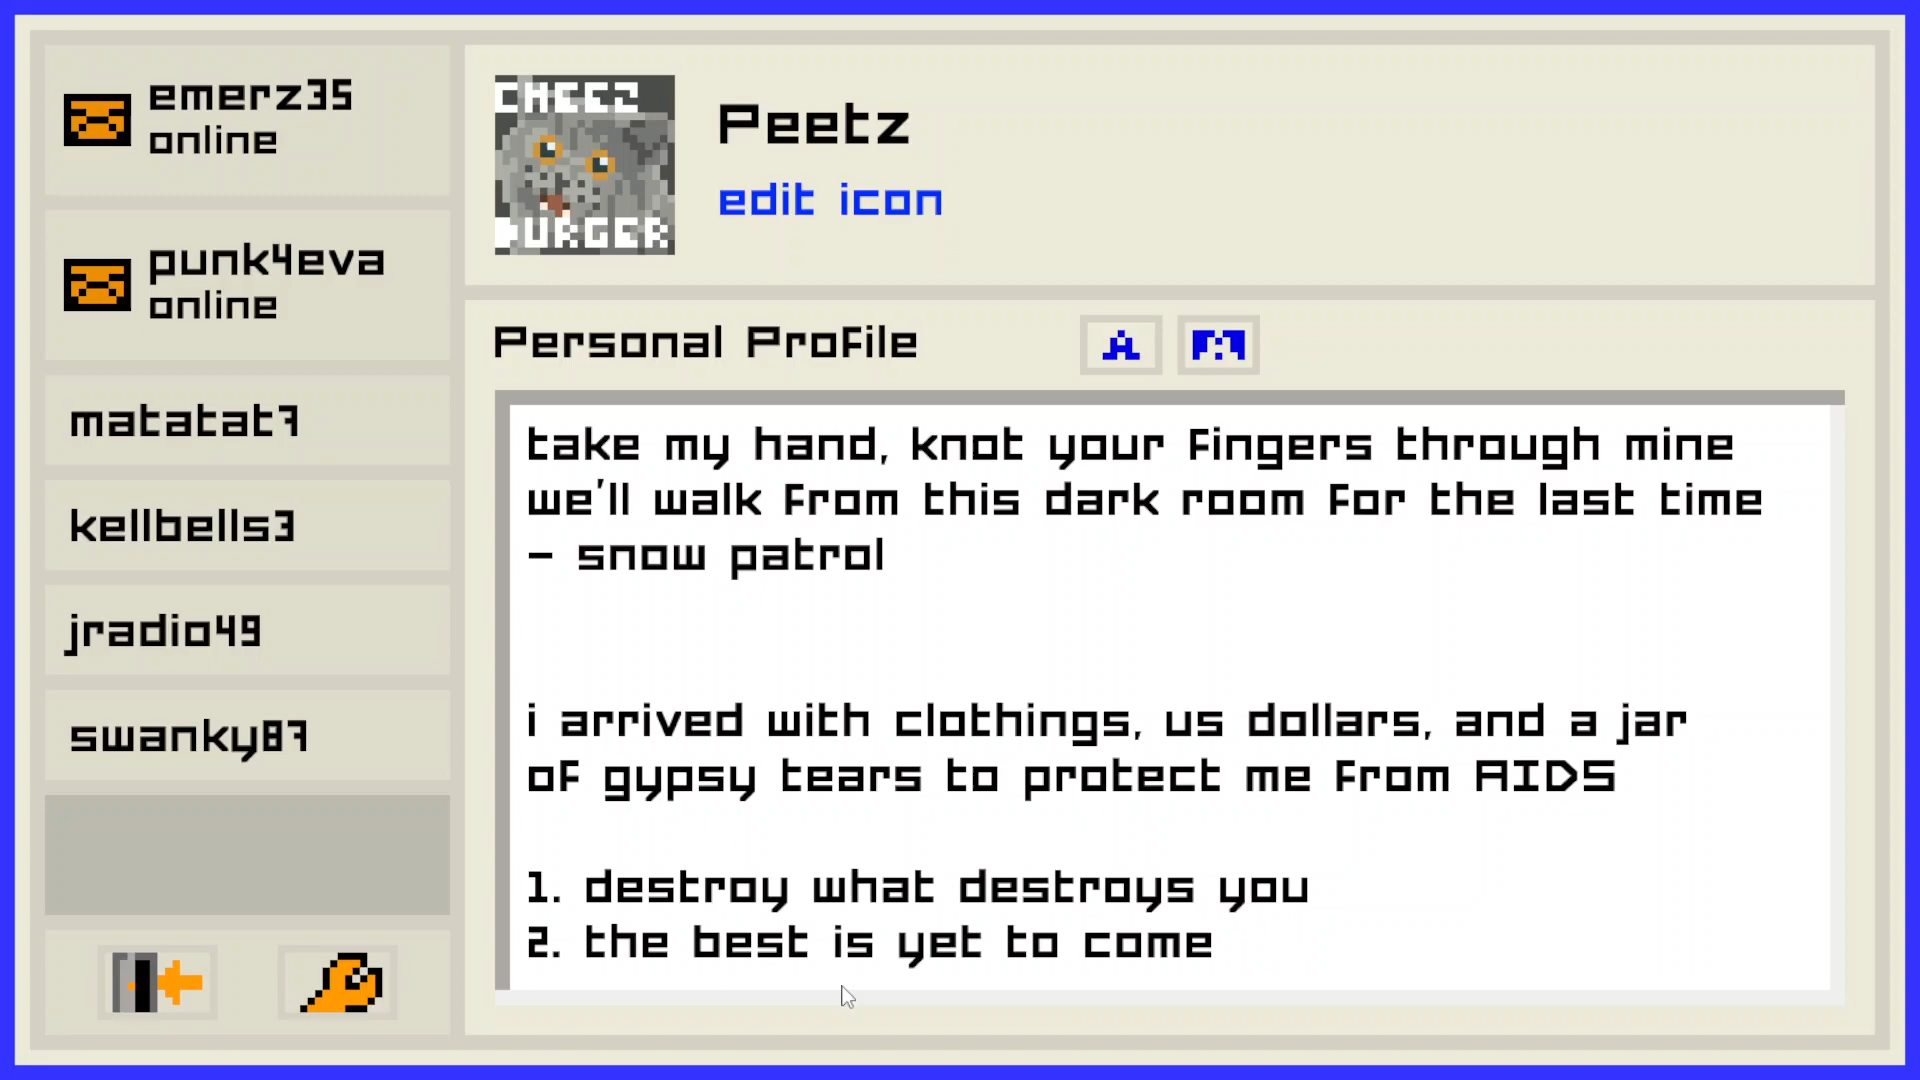 emerz35
online
punk4eva
online
matatat7
kellbells3
jradio49
swanky87
CHEEZ
BURGER
Peetz
edit icon
Personal Profile
A
take my hand, knot your fingers through mine
we'll walk from this dark room for the last time
- snow patrol
i arrived with clothings, us dollars, and a jar
of gypsy tears to protect me from AIDS
1. destroy what destroys you
2. the best is yet to come